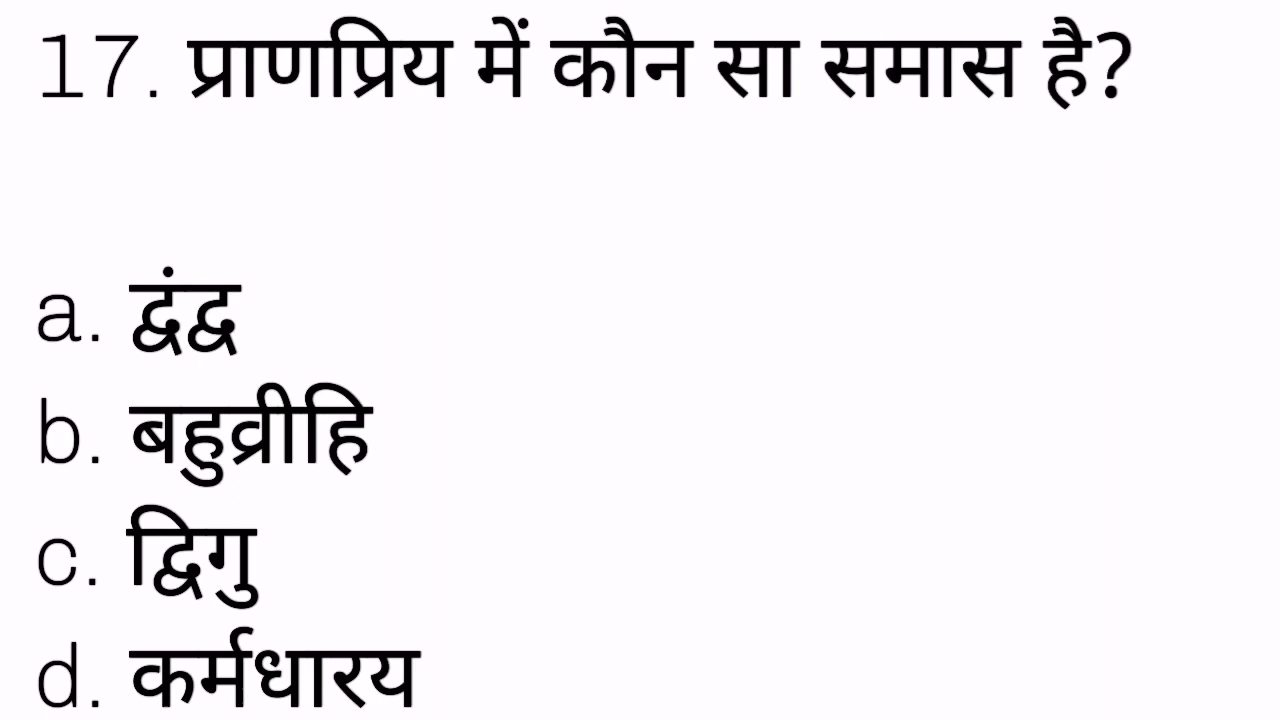 17. प्राणप्रिय में कौन सा समास है?
a. द्वंद्व
b. बहुव्रीहि
c. द्विगु
d. कर्मधारय